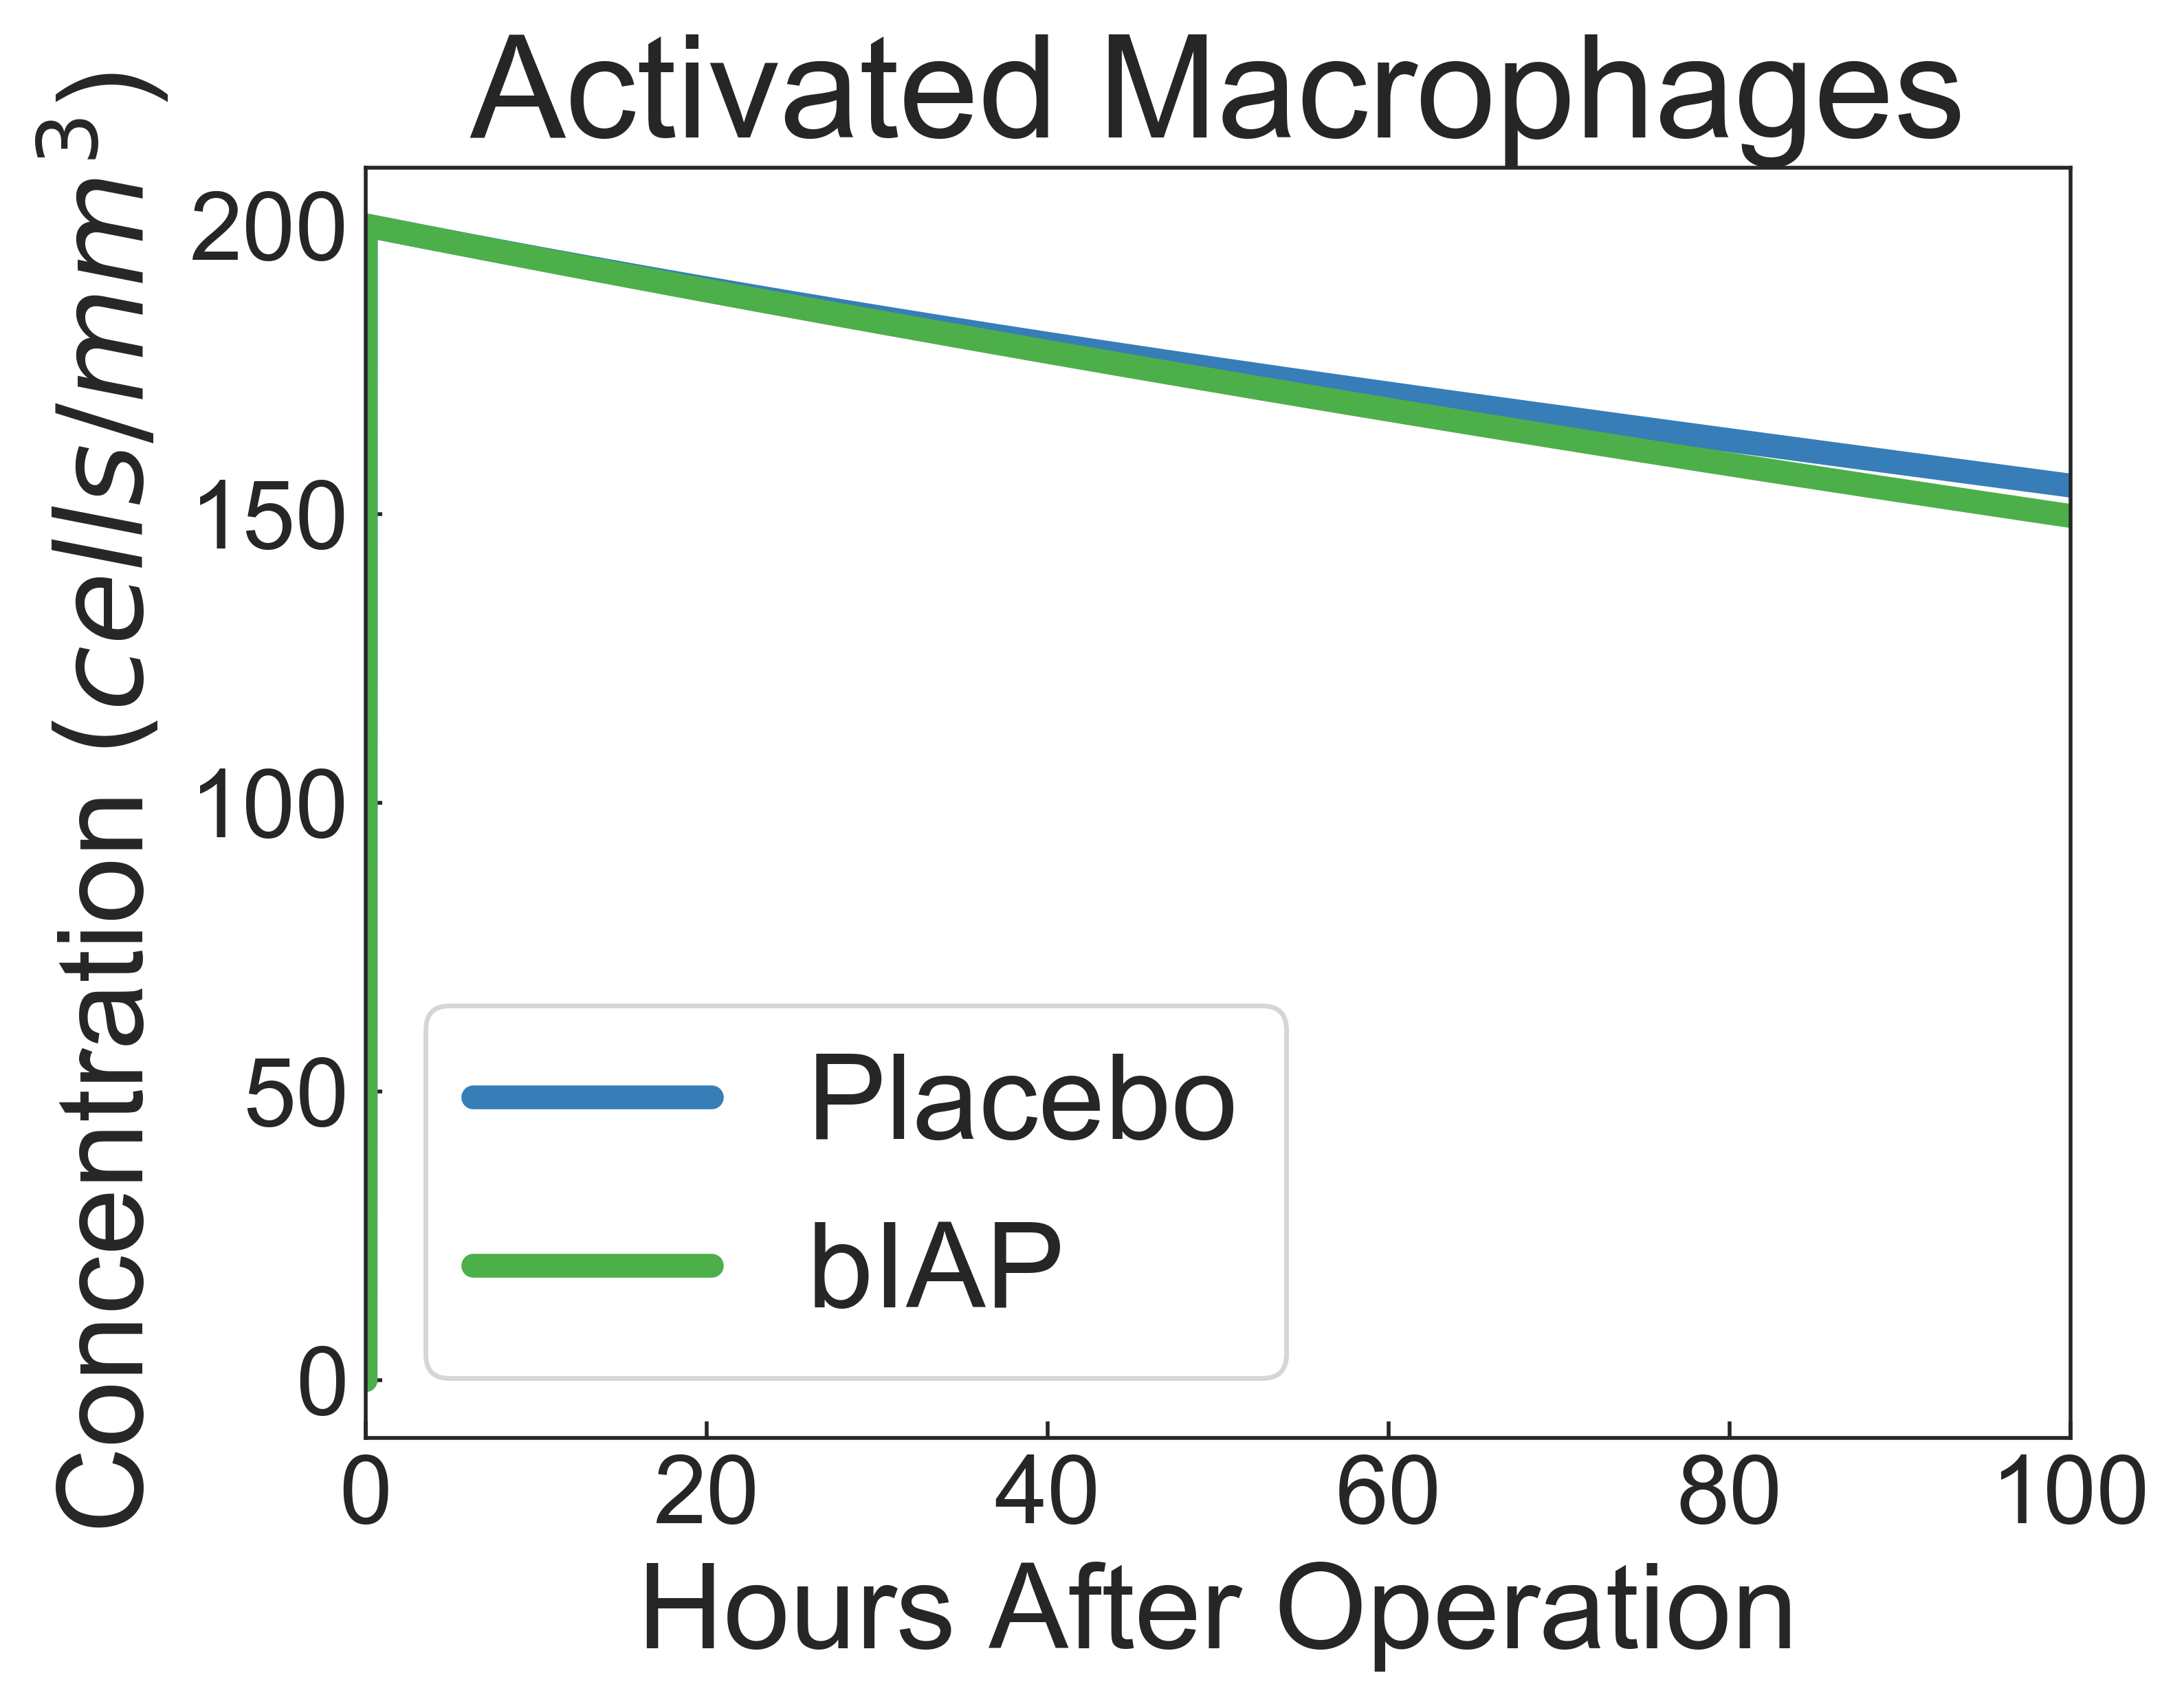 Activated Macrophages
Concentration (cells/mm³)
200
150
100
50
0
Placebo
bIAP
0 20 40 60 80 100
Hours After Operation